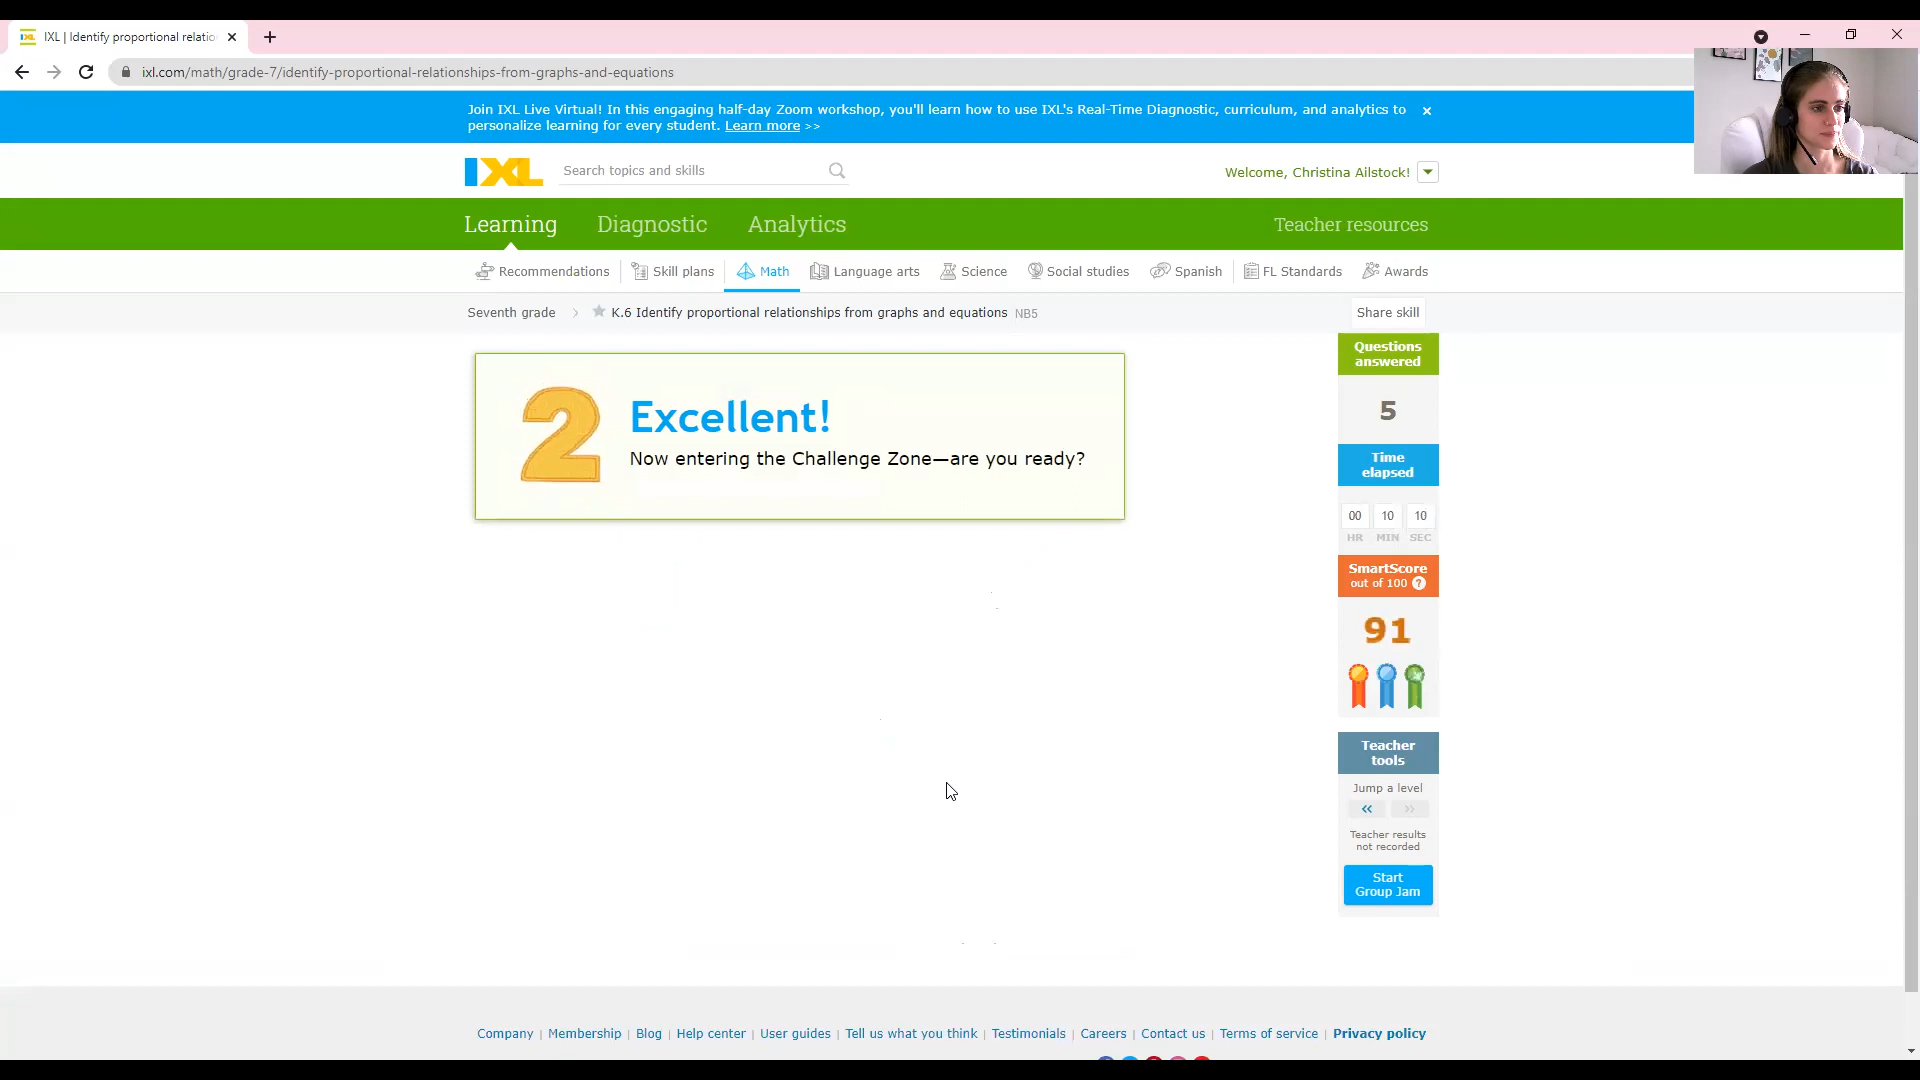 IXL | Identify proportional relatio
ixl.com/math/grade-7/identify-proportional-relationships-from-graphs-and-equations
Join IXL Live Virtual! In this engaging half-day Zoom workshop, you'll learn how to use IXL's Real-Time Diagnostic, curriculum, and analytics to
personalize learning for every student. Learn more >>
IXL
Search topics and skills
Welcome, Christina Ailstock!
Learning
Diagnostic
Analytics
Teacher resources
Recommendations
Skill plans
Math
Language arts
Science
Social studies
Spanish
FL Standards
Awards
Seventh grade > K.6 Identify proportional relationships from graphs and equations NB5
Share skill
2
Excellent!
Now entering the Challenge Zone—are you ready?
Questions
answered
5
Time
elapsed
00 10 10
HR MIN SEC
SmartScore
out of 100 ?
91
Teacher
tools
Jump a level
<< >>
Teacher results
not recorded
Start
Group Jam
Company | Membership | Blog | Help center | User guides | Tell us what you think | Testimonials | Careers | Contact us | Terms of service | Privacy policy